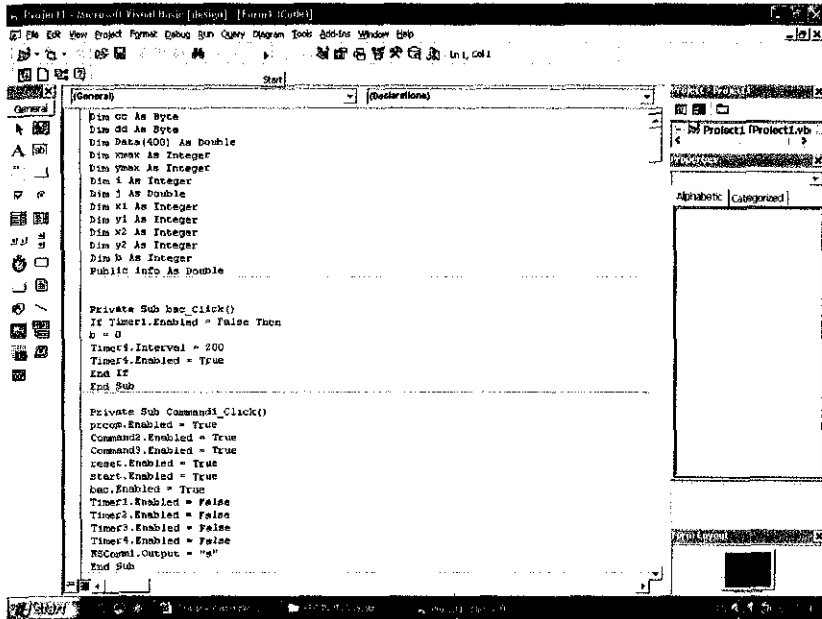 Project1 - Microsoft Visual Basic [design] - [Form1 (Code)]
File Edit View Project Format Debug Run Query Diagram Tools Add-Ins Window Help
Ln 1, Col 1
Start
General
(General)
(Declarations)
Dim cc As Byte
Dim dd As Byte
Dim Data(400) As Double
Dim xmax As Integer
Dim ymax As Integer
Dim i As Integer
Dim j As Double
Dim x1 As Integer
Dim y1 As Integer
Dim x2 As Integer
Dim y2 As Integer
Dim b As Integer
Public info As Double
Private Sub bac_Click()
If Timer1.Enabled = False Then
b = 0
Timer4.Interval = 200
Timer4.Enabled = True
End If
End Sub
Private Sub Command1_Click()
prcom.Enabled = True
Command2.Enabled = True
Command3.Enabled = True
reset.Enabled = True
start.Enabled = True
bac.Enabled = True
Timer1.Enabled = False
Timer2.Enabled = False
Timer3.Enabled = False
Timer4.Enabled = False
MSComm1.Output = "s"
End Sub
Project1 (Project1.vb
Properties
Alphabetic Categorized
Form Layout
start